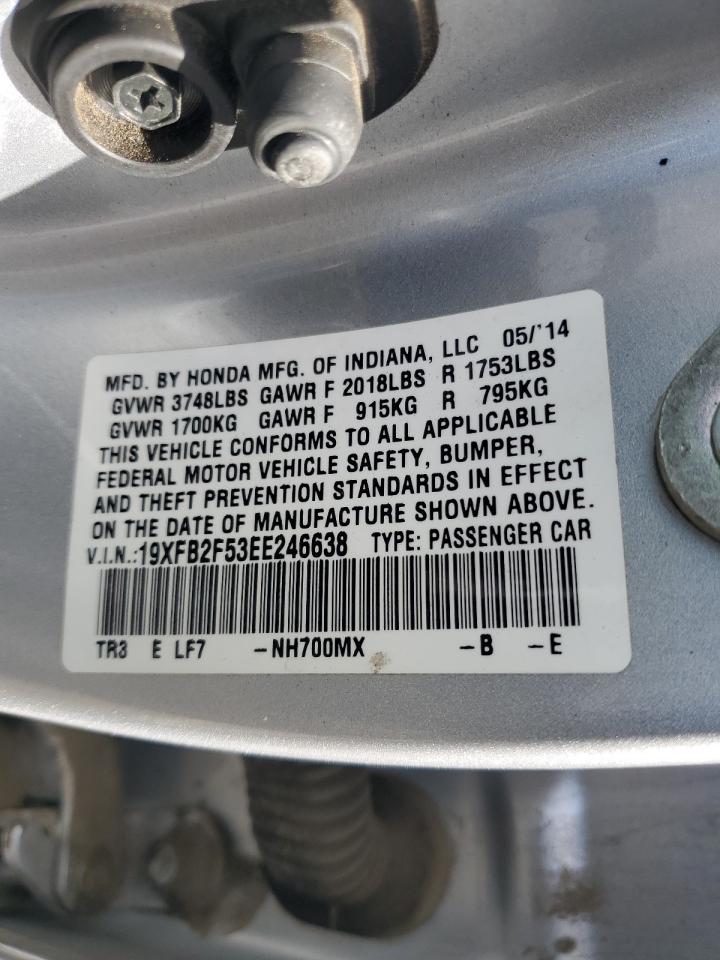 MFD. BY HONDA MFG. OF INDIANA, LLC 05/'14
GVWR 3748LBS GAWR F 2018LBS R 1753LBS
GVWR 1700KG GAWR F 915KG R 795KG
THIS VEHICLE CONFORMS TO ALL APPLICABLE
FEDERAL MOTOR VEHICLE SAFETY, BUMPER,
AND THEFT PREVENTION STANDARDS IN EFFECT
ON THE DATE OF MANUFACTURE SHOWN ABOVE.
V.I.N.:19XFB2F53EE246638 TYPE: PASSENGER CAR
TR3 E LF7 -NH700MX -B -E